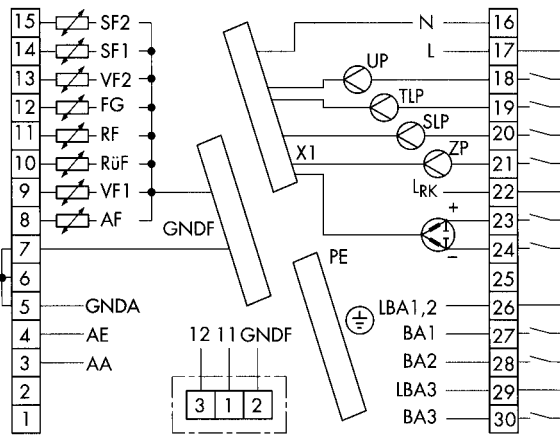 15 SF2 N 16
14 SF1 L 17
13 VF2 UP 18
12 FG TLP 19
11 RF SLP 20
10 RüF X1 ZP 21
9 VF1 LRK 22
8 AF + 23
GNDF
7 − 24
6 PE 25
5 GNDA LBA1,2 26
4 AE 12 11 GNDF BA1 27
3 AA BA2 28
2 3 1 2 LBA3 29
1 BA3 30